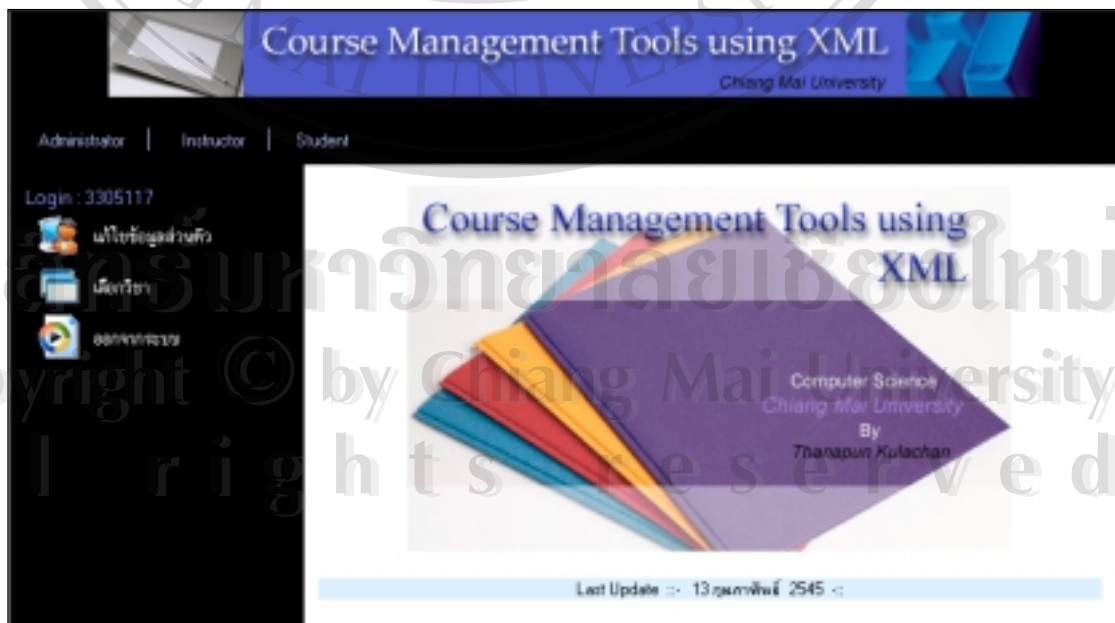 Course Management Tools using XML
Chiang Mai University
Administrator | Instructor | Student
Login : 3305117
แก้ไขข้อมูลส่วนตัว
เลือกวิชา
ออกจากระบบ
Course Management Tools using
XML
Computer Science
Chiang Mai University
By
Thanapun Kulachan
ลิขสิทธิ์มหาวิทยาลัยเชียงใหม่
Copyright © by Chiang Mai University
All rights reserved
Last Update ::- 13 กุมภาพันธ์ 2545 -::